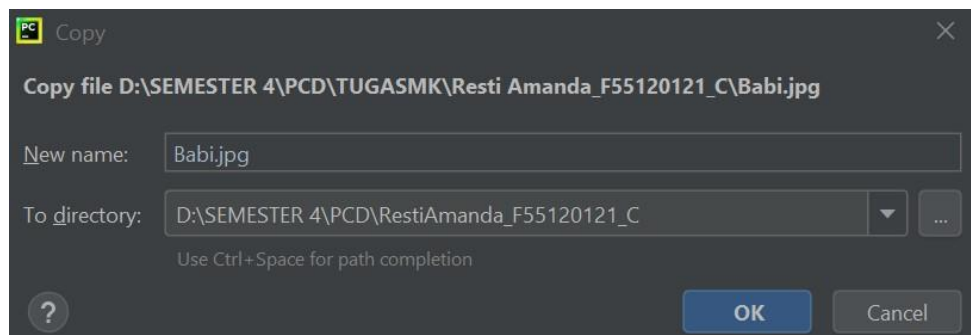 PC
Copy
Copy file D:\SEMESTER 4\PCD\TUGASMK\Resti Amanda_F55120121_C\Babi.jpg
New name: Babi.jpg
To directory: D:\SEMESTER 4\PCD\RestiAmanda_F55120121_C ...
Use Ctrl+Space for path completion
? OK Cancel